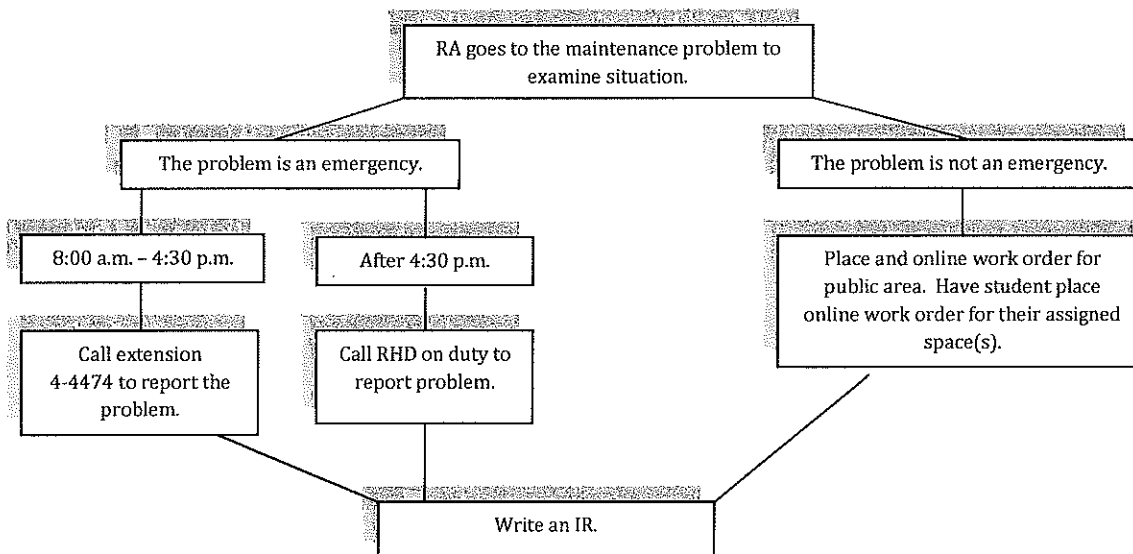 RA goes to the maintenance problem to
examine situation.
The problem is an emergency.
The problem is not an emergency.
8:00 a.m. – 4:30 p.m.
After 4:30 p.m.
Place and online work order for
public area. Have student place
online work order for their assigned
space(s).
Call extension
4-4474 to report the
problem.
Call RHD on duty to
report problem.
Write an IR.